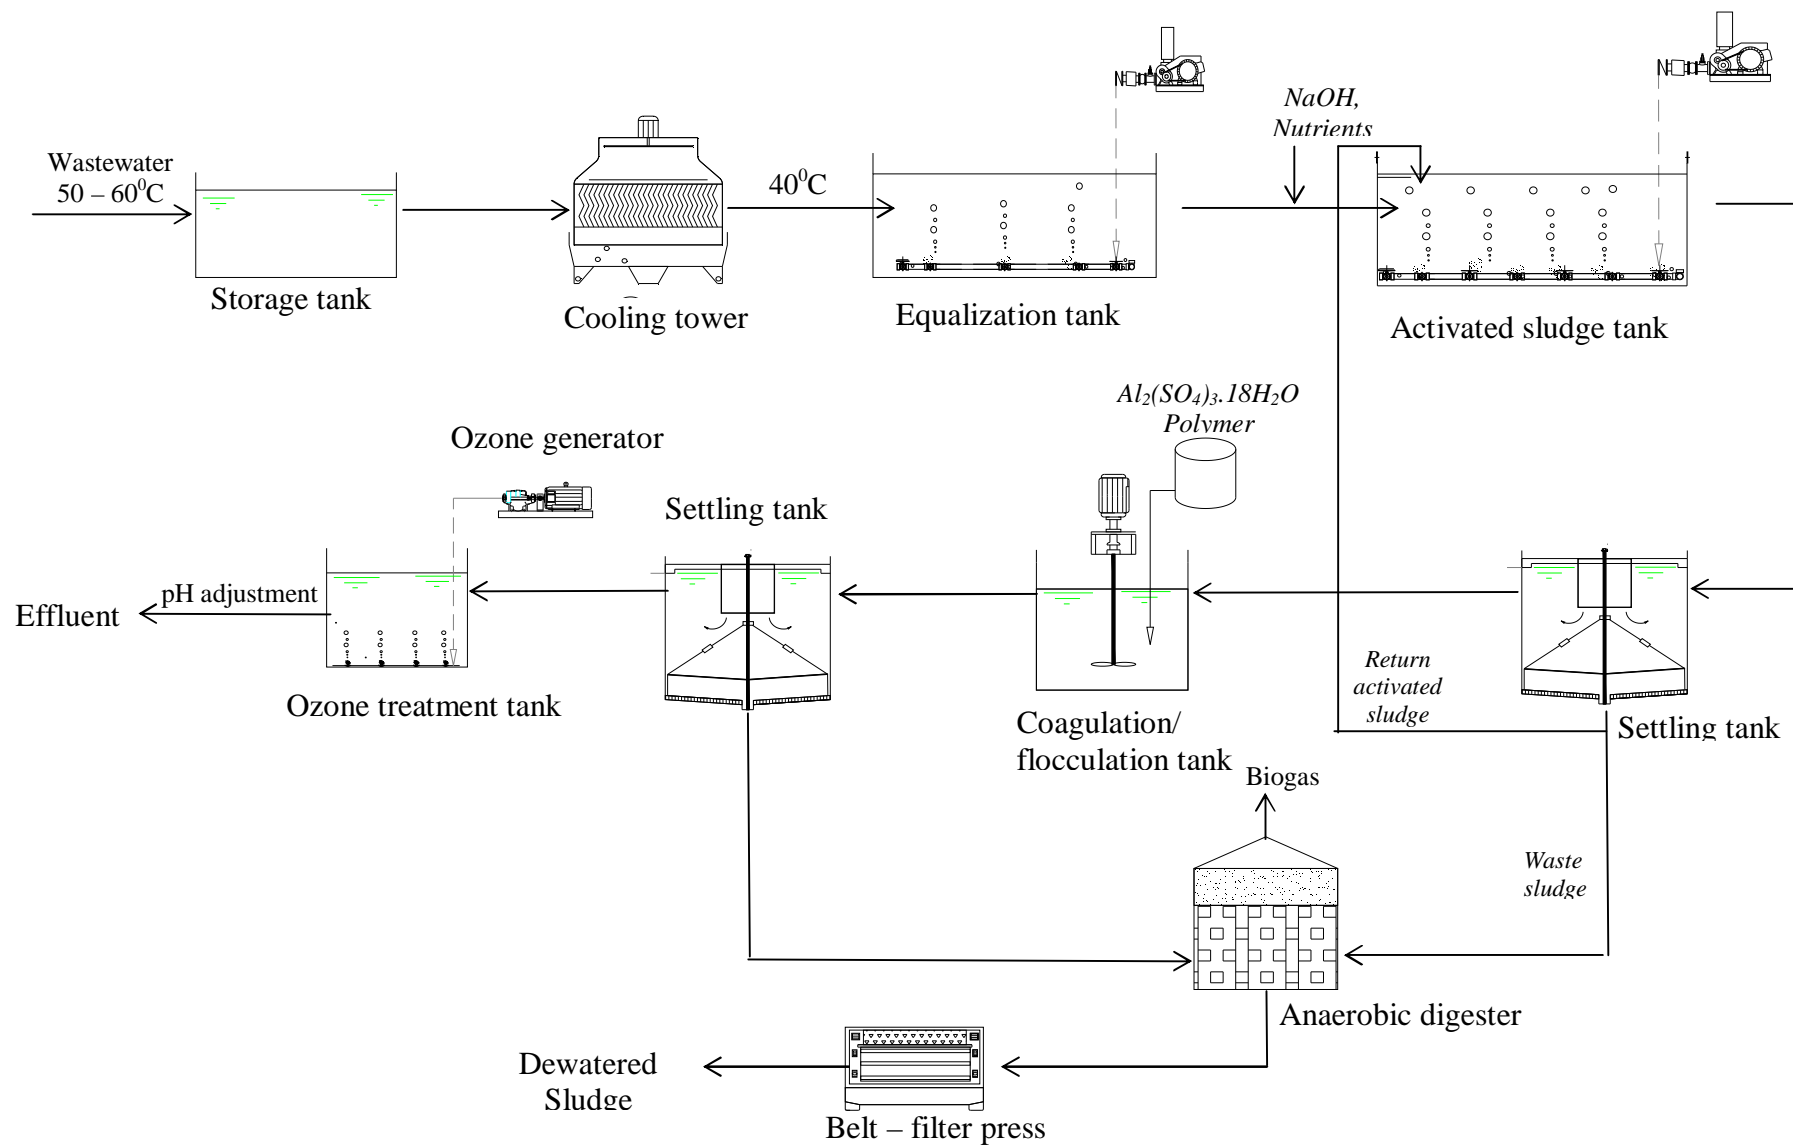 Wastewater
50 – 60⁰C
Storage tank
Cooling tower
40⁰C
Equalization tank
NaOH,
Nutrients
Activated sludge tank
Al₂(SO₄)₃.18H₂O
Polymer
Ozone generator
Settling tank
Effluent
pH adjustment
Ozone treatment tank
Coagulation/
flocculation tank
Return
activated
sludge
Settling tank
Biogas
Waste
sludge
Anaerobic digester
Dewatered
Sludge
Belt – filter press